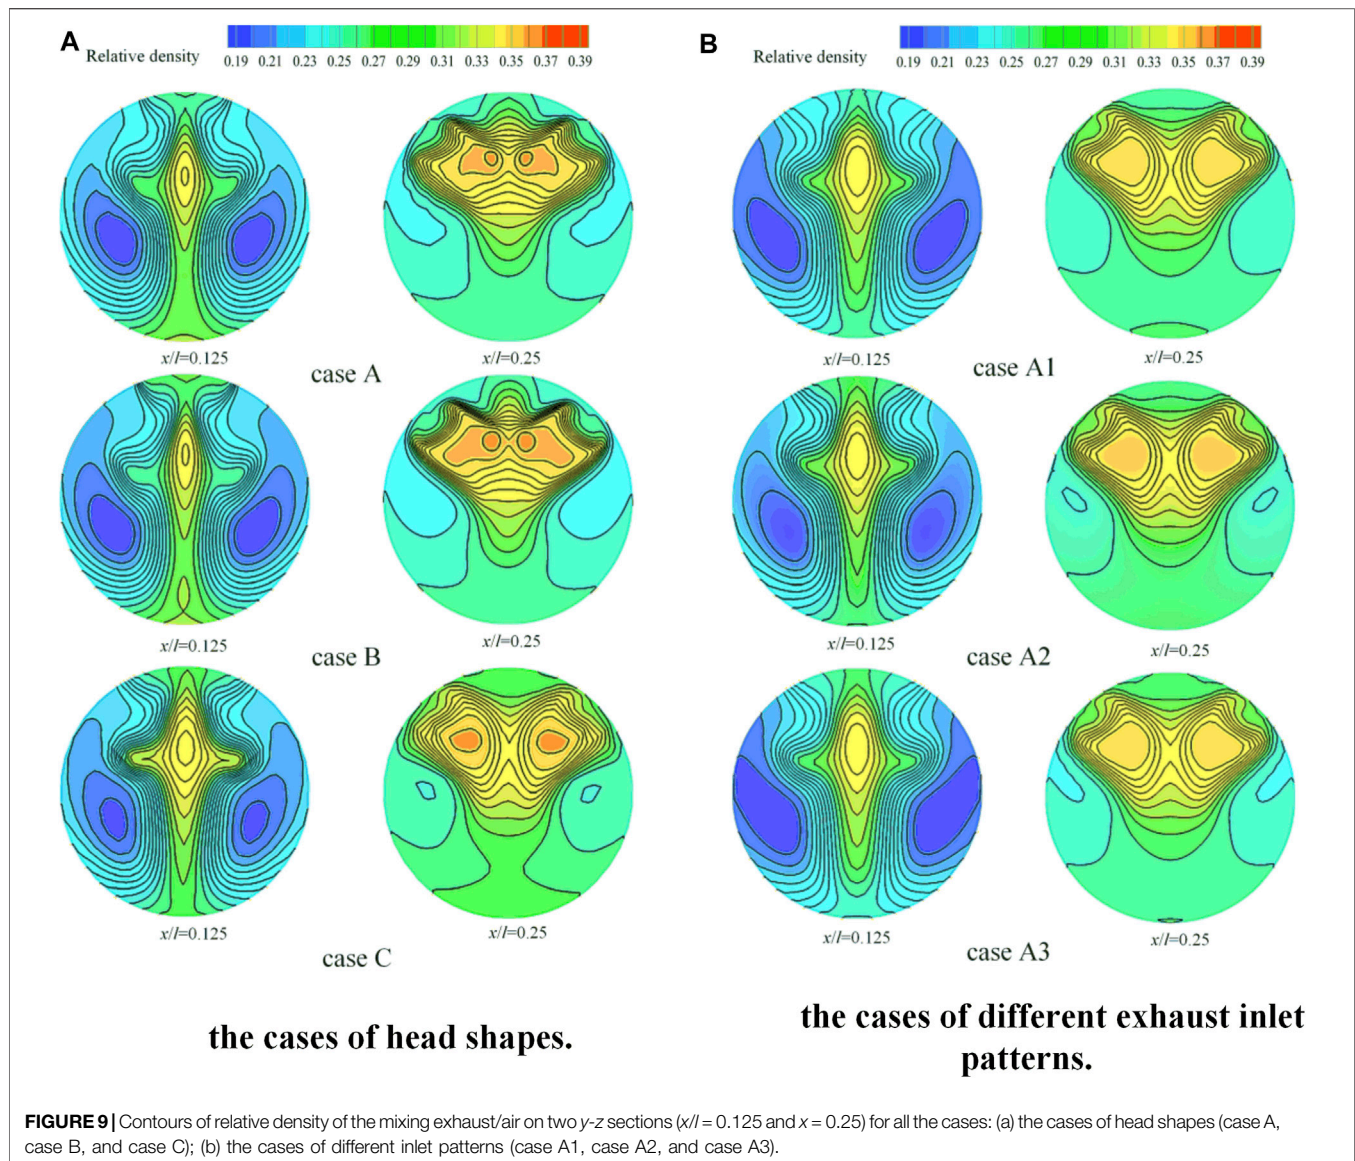 A
Relative density
0.19 0.21 0.23 0.25 0.27 0.29 0.31 0.33 0.35 0.37 0.39
x/l=0.125
x/l=0.25
case A
x/l=0.125
x/l=0.25
case B
x/l=0.125
x/l=0.25
case C
the cases of head shapes.
B
Relative density
0.19 0.21 0.23 0.25 0.27 0.29 0.31 0.33 0.35 0.37 0.39
x/l=0.125
x/l=0.25
case A1
x/l=0.125
x/l=0.25
case A2
x/l=0.125
x/l=0.25
case A3
the cases of different exhaust inlet
patterns.
FIGURE 9 | Contours of relative density of the mixing exhaust/air on two y-z sections (x/l = 0.125 and x = 0.25) for all the cases: (a) the cases of head shapes (case A,
case B, and case C); (b) the cases of different inlet patterns (case A1, case A2, and case A3).